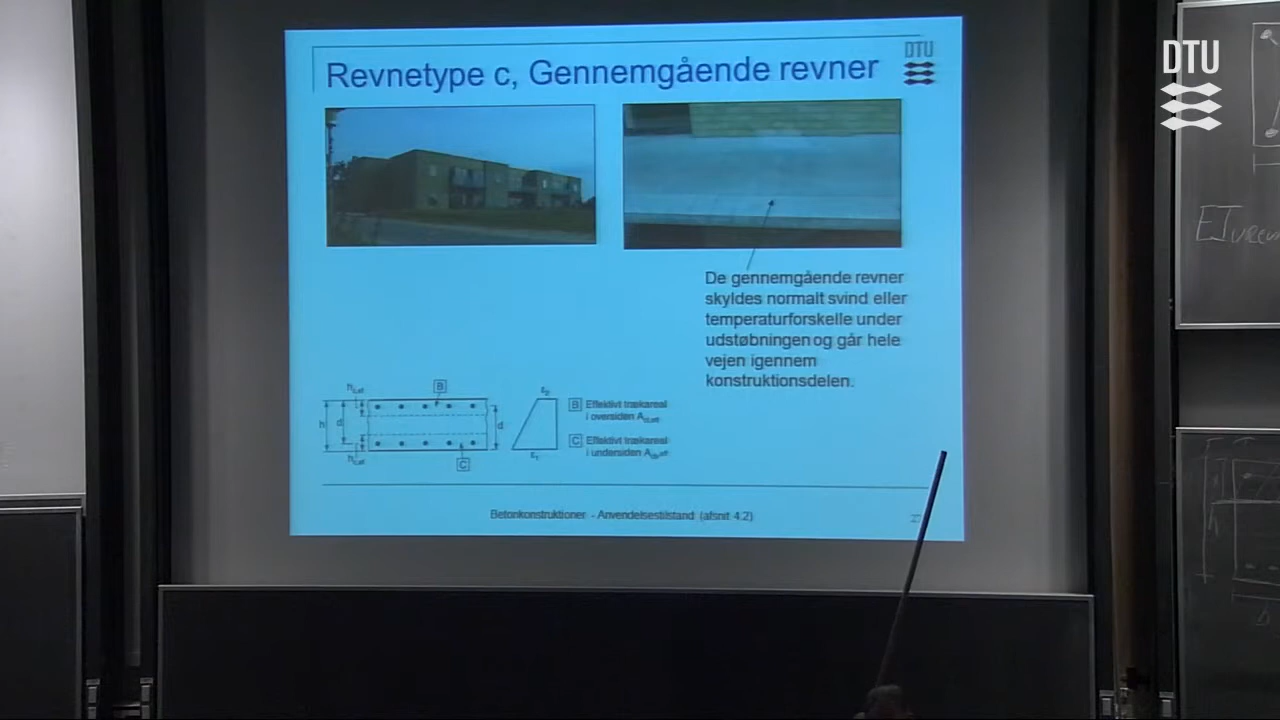 DTU
DTU
Revnetype c, Gennemgående revner
De gennemgående revner
skyldes normalt svind eller
temperaturforskelle under
udstøbningen og går hele
vejen igennem
konstruktionsdelen.
B
h
d
d
C
B Effektivt trækareal
i oversiden
C Effektivt trækareal
i undersiden
Betonkonstruktioner - Anvendelsestilstand (afsnit 4.2)
27